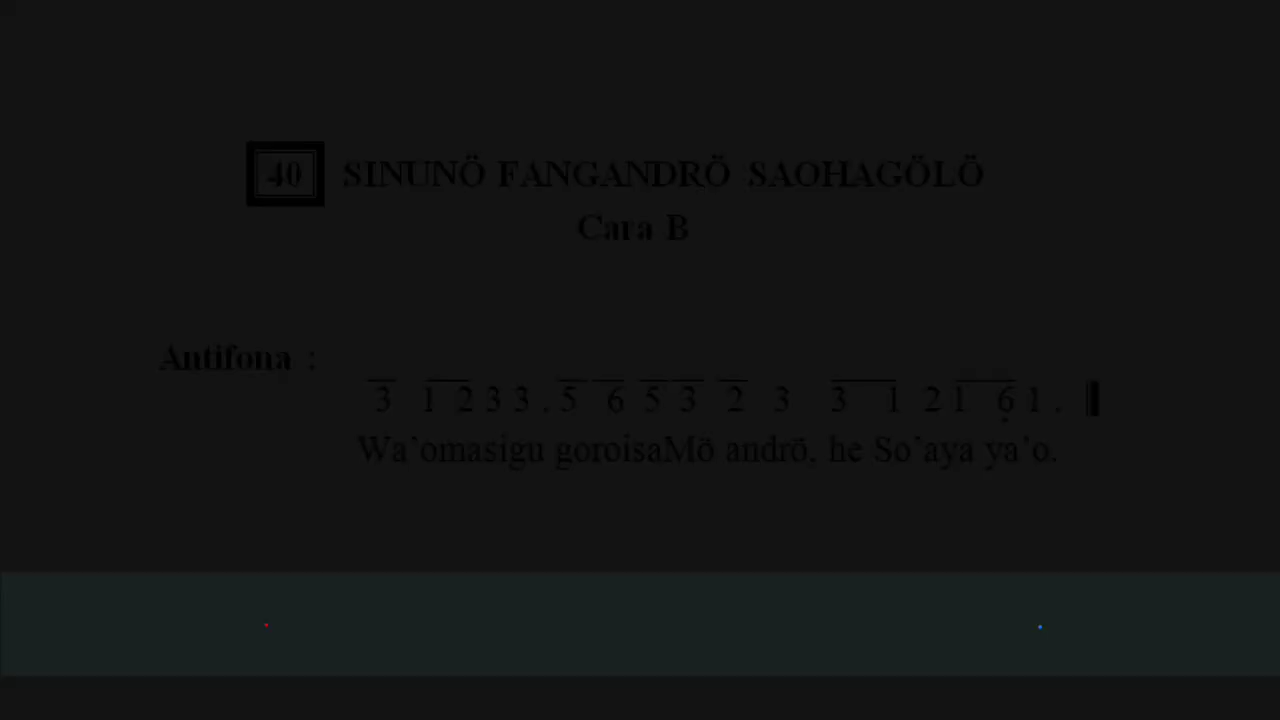 40 SINUNÖ FANGANDRÖ SAOHAGÖLÖ
Cara B
Antifona :
3 1 2 3 3 . 5 6 5 3 2 3 3 1 2 1 6̣ 1 .
Wa’omasigu goroisaMö andrö, he So’aya ya’o.